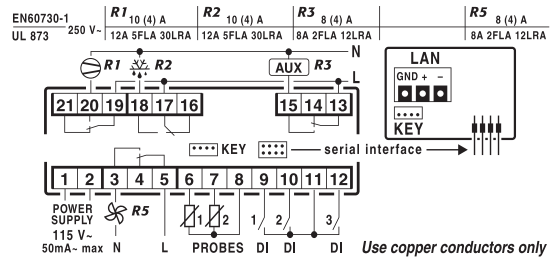 EN60730-1 250 V~ R1 10 (4) A R2 10 (4) A R3 8 (4) A R5 8 (4) A
UL 873 12A 5FLA 30LRA 12A 5FLA 30LRA 8A 2FLA 12LRA 8A 2FLA 12LRA
N
R1 R2 AUX R3
L
LAN
GND + -
KEY
21 20 19 18 17 16 15 14 13
KEY serial interface
1 2 3 4 5 6 7 8 9 10 11 12
POWER SUPPLY R5 1 2 1 2 3
115 V~
50mA~ max N L PROBES DI DI DI Use copper conductors only